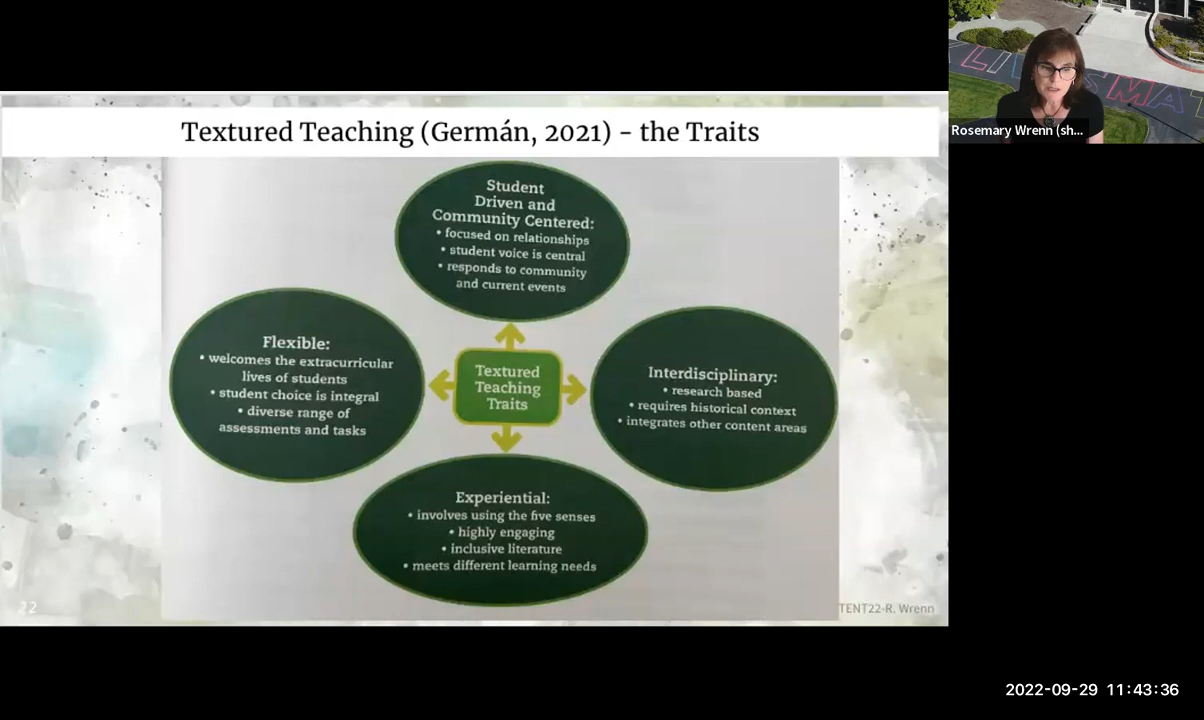 Textured Teaching (Germán, 2021) - the Traits
Student
Driven and
Community Centered:
• focused on relationships
• student voice is central
• responds to community
and current events
Flexible:
• welcomes the extracurricular
lives of students
• student choice is integral
• diverse range of
assessments and tasks
Textured
Teaching
Traits
Interdisciplinary:
• research based
• requires historical context
• integrates other content areas
Experiential:
• involves using the five senses
• highly engaging
• inclusive literature
• meets different learning needs
22
TENT22-R. Wrenn
Rosemary Wrenn (sh...
2022-09-29 11:43:36